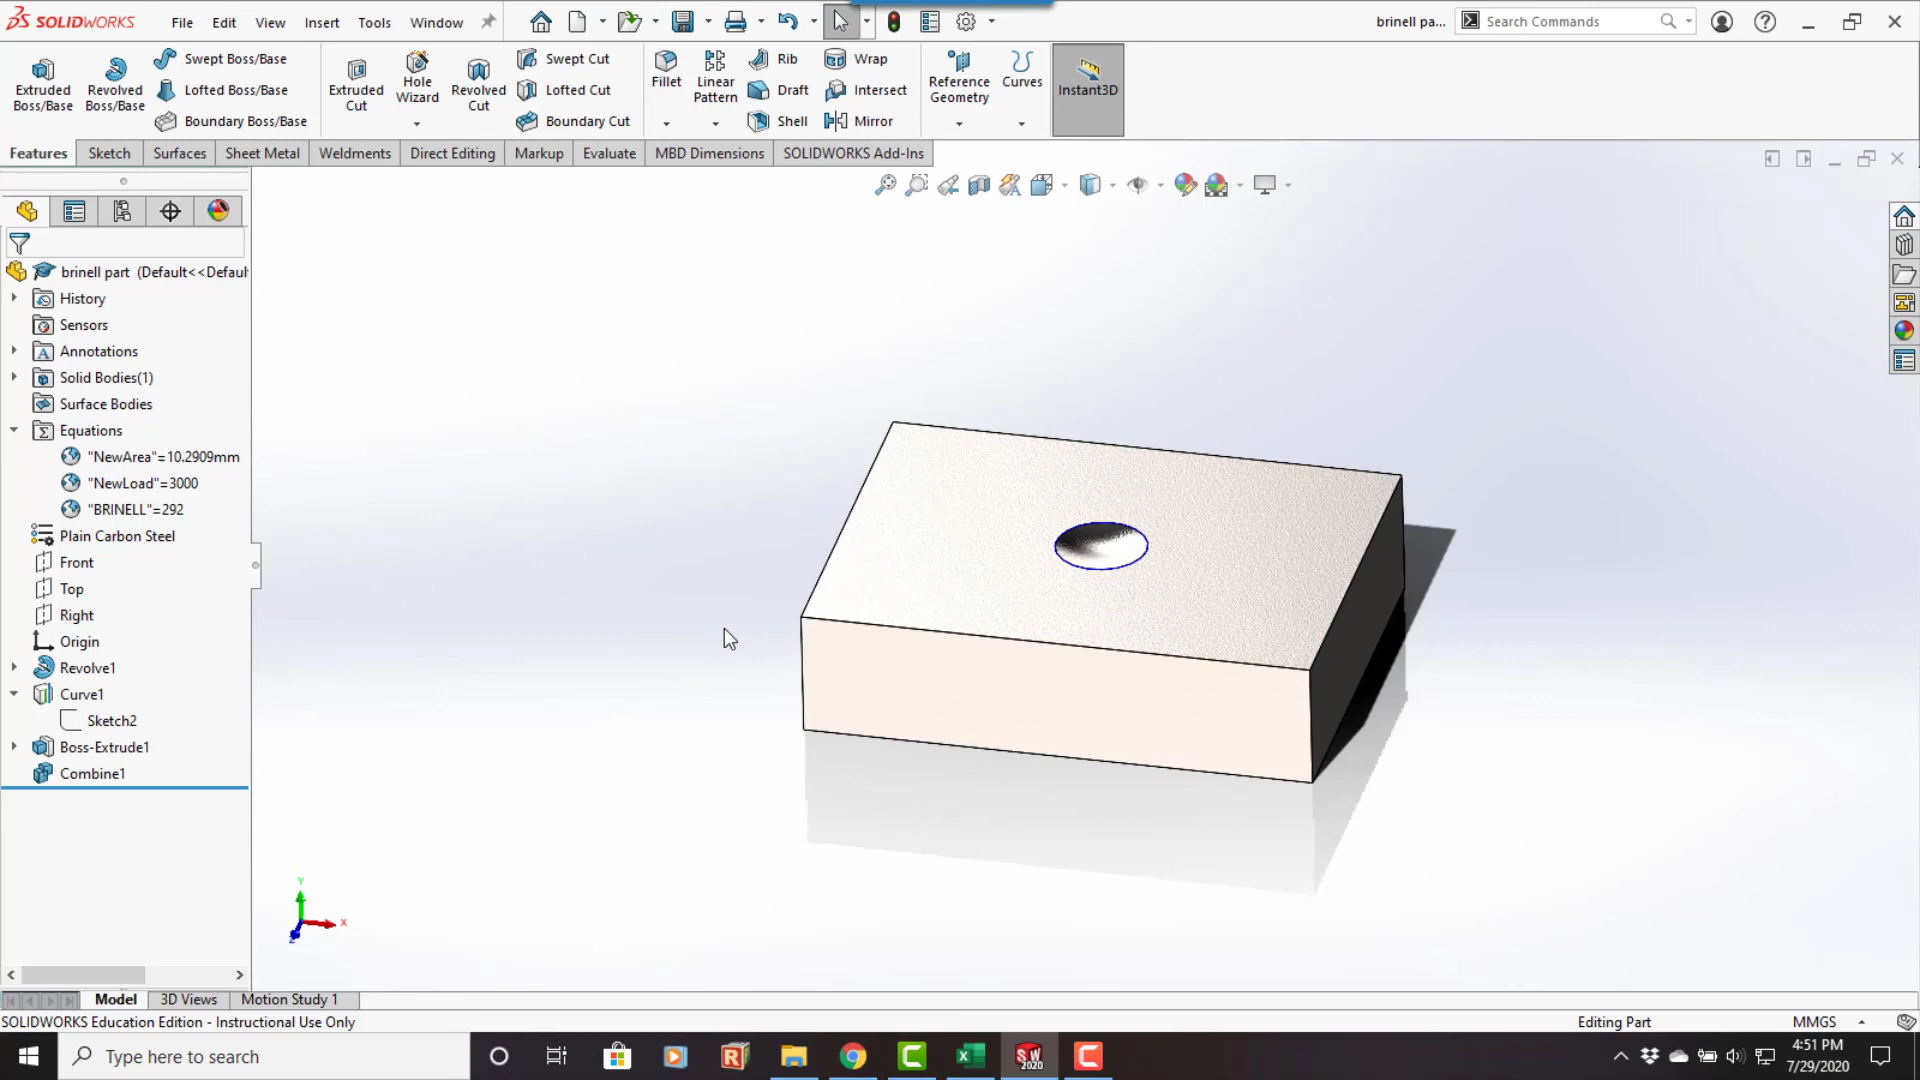 SOLIDWORKS
File Edit View Insert Tools Window
brinell pa...
Search Commands
Extruded Boss/Base
Revolved Boss/Base
Swept Boss/Base
Lofted Boss/Base
Boundary Boss/Base
Extruded Cut
Hole Wizard
Revolved Cut
Swept Cut
Lofted Cut
Boundary Cut
Fillet
Linear Pattern
Rib
Draft
Shell
Wrap
Intersect
Mirror
Reference Geometry
Curves
Instant3D
Features Sketch Surfaces Sheet Metal Weldments Direct Editing Markup Evaluate MBD Dimensions SOLIDWORKS Add-Ins
brinell part (Default<<Defaul
History
Sensors
Annotations
Solid Bodies(1)
Surface Bodies
Equations
"NewArea"=10.2909mm
"NewLoad"=3000
"BRINELL"=292
Plain Carbon Steel
Front
Top
Right
Origin
Revolve1
Curve1
Sketch2
Boss-Extrude1
Combine1
Y
X
Z
Model 3D Views Motion Study 1
SOLIDWORKS Education Edition - Instructional Use Only
Editing Part
MMGS
Type here to search
SW 2020
4:51 PM
7/29/2020